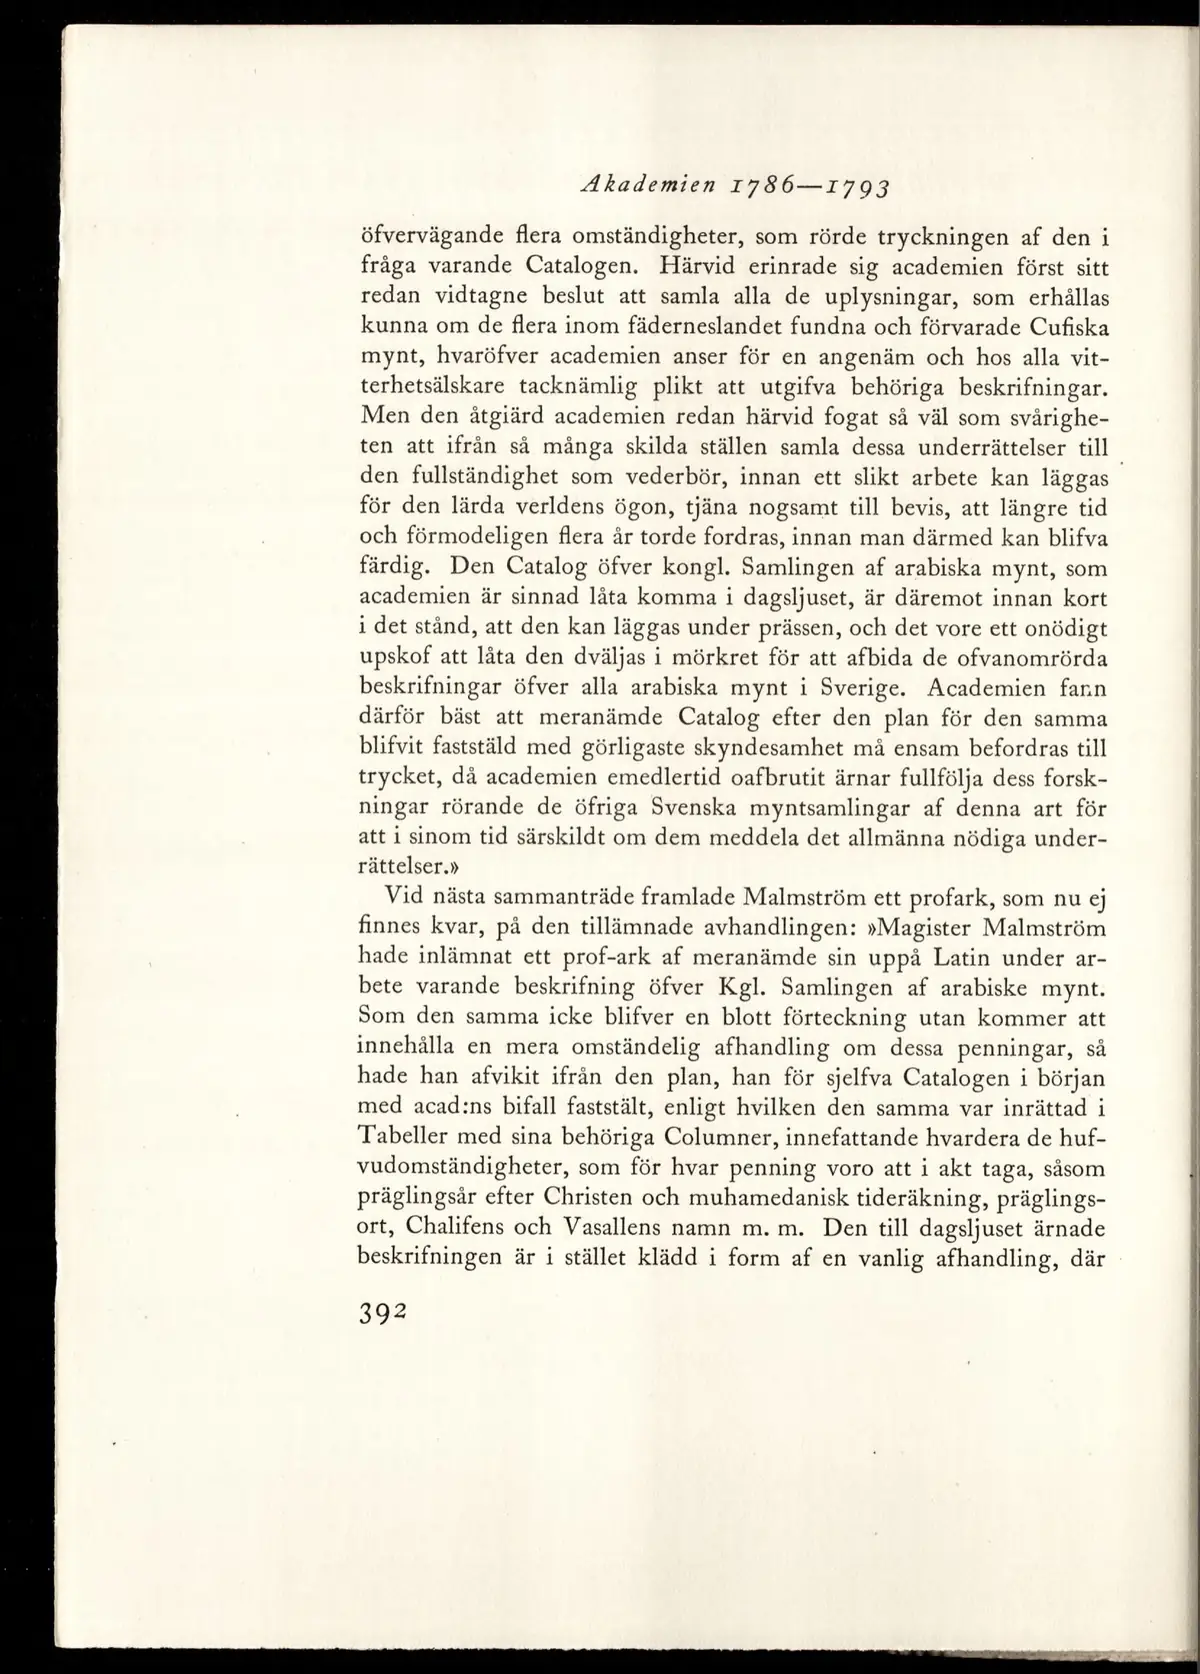 Akademien 1786—1793
öfvervägande flera omständigheter, som rörde tryckningen af den i
fråga varande Catalogen. Härvid erinrade sig academien först sitt
redan vidtagne beslut att samla alla de uplysningar, som erhållas
kunna om de flera inom fäderneslandet fundna och förvarade Cufiska
mynt, hvaröfver academien anser för en angenäm och hos alla vit-
terhetsälskare tacknämlig plikt att utgifva behöriga beskrifningar.
Men den åtgiärd academien redan härvid fogat så väl som svårighe-
ten att ifrån så många skilda ställen samla dessa underrättelser till
den fullständighet som vederbör, innan ett slikt arbete kan läggas
för den lärda verldens ögon, tjäna nogsamt till bevis, att längre tid
och förmodeligen flera år torde fordras, innan man därmed kan blifva
färdig. Den Catalog öfver kongl. Samlingen af arabiska mynt, som
academien är sinnad låta komma i dagsljuset, är däremot innan kort
i det stånd, att den kan läggas under prässen, och det vore ett onödigt
upskof att låta den dväljas i mörkret för att afbida de ofvanomrörda
beskrifningar öfver alla arabiska mynt i Sverige. Academien fann
därför bäst att meranämde Catalog efter den plan för den samma
blifvit faststäld med görligaste skyndesamhet må ensam befordras till
trycket, då academien emedlertid oafbrutit ärnar fullfölja dess forsk-
ningar rörande de öfriga Svenska myntsamlingar af denna art för
att i sinom tid särskildt om dem meddela det allmänna nödiga under-
rättelser.»
Vid nästa sammanträde framlade Malmström ett profark, som nu ej
finnes kvar, på den tillämnade avhandlingen: »Magister Malmström
hade inlämnat ett prof-ark af meranämde sin uppå Latin under ar-
bete varande beskrifning öfver Kgl. Samlingen af arabiske mynt.
Som den samma icke blifver en blott förteckning utan kommer att
innehålla en mera omständelig afhandling om dessa penningar, så
hade han afvikit ifrån den plan, han för sjelfva Catalogen i början
med acad:ns bifall faststält, enligt hvilken den samma var inrättad i
Tabeller med sina behöriga Columner, innefattande hvardera de huf-
vudomständigheter, som för hvar penning voro att i akt taga, såsom
präglingsår efter Christen och muhamedanisk tideräkning, präglings-
ort, Chalifens och Vasallens namn m. m. Den till dagsljuset ärnade
beskrifningen är i stället klädd i form af en vanlig afhandling, där
392